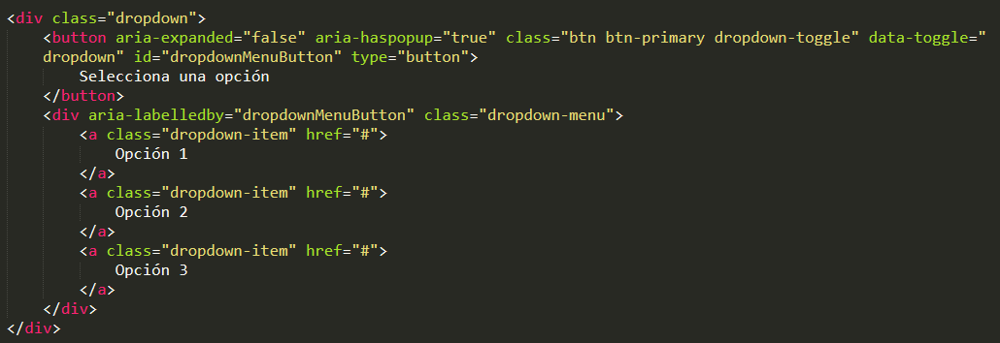 <div class="dropdown">
    <button aria-expanded="false" aria-haspopup="true" class="btn btn-primary dropdown-toggle" data-toggle="
    dropdown" id="dropdownMenuButton" type="button">
        Selecciona una opción
    </button>
    <div aria-labelledby="dropdownMenuButton" class="dropdown-menu">
        <a class="dropdown-item" href="#">
            Opción 1
        </a>
        <a class="dropdown-item" href="#">
            Opción 2
        </a>
        <a class="dropdown-item" href="#">
            Opción 3
        </a>
    </div>
</div>